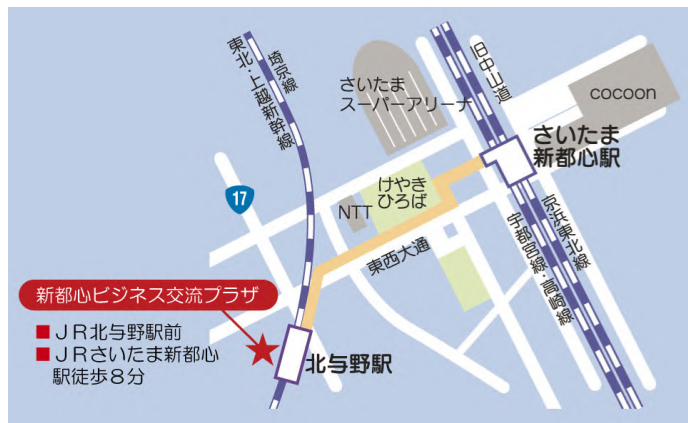 埼京線
東北・上越新幹線
旧中山道
さいたま
スーパーアリーナ
cocoon
さいたま
新都心駅
17
けやき
ひろば
NTT
東西大通
京浜東北線
宇都宮線・高崎線
新都心ビジネス交流プラザ
■ＪＲ北与野駅前
■ＪＲさいたま新都心
駅徒歩８分
北与野駅